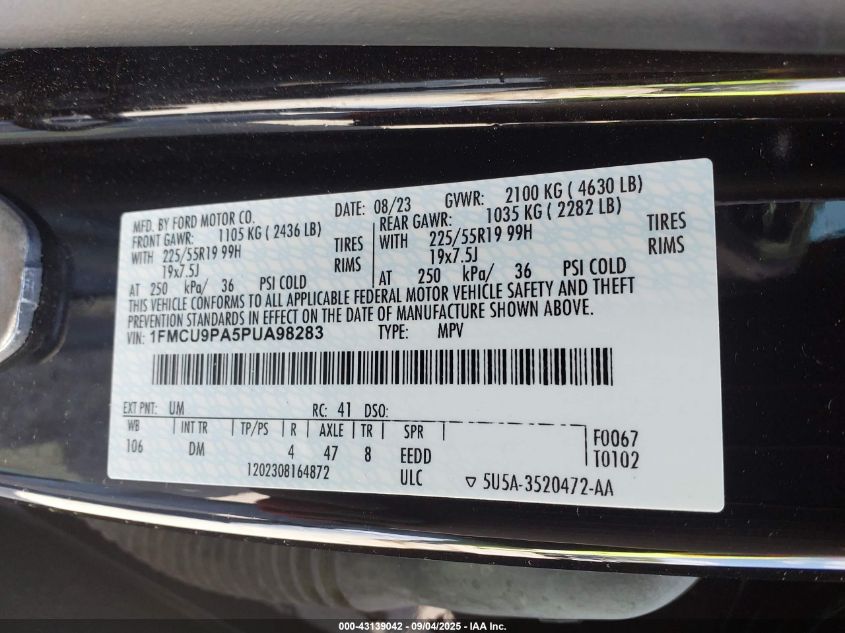 MFD. BY FORD MOTOR CO. DATE: 08/23 GVWR: 2100 KG ( 4630 LB)
FRONT GAWR: 1105 KG ( 2436 LB) REAR GAWR: 1035 KG ( 2282 LB)
WITH 225/55R19 99H TIRES WITH 225/55R19 99H TIRES
19x7.5J RIMS 19x7.5J RIMS
AT 250 kPa/ 36 PSI COLD AT 250 kPa/ 36 PSI COLD
THIS VEHICLE CONFORMS TO ALL APPLICABLE FEDERAL MOTOR VEHICLE SAFETY AND THEFT
PREVENTION STANDARDS IN EFFECT ON THE DATE OF MANUFACTURE SHOWN ABOVE.
VIN: 1FMCU9PA5PUA98283 TYPE: MPV
EXT PNT: UM RC: 41 DSO:
WB INT TR TP/PS R AXLE TR SPR F0067
106 DM 4 47 8 EEDD T0102
1202308164872 ULC ▽ 5U5A-3520472-AA
000-43139042 - 09/04/2025 - IAA Inc.